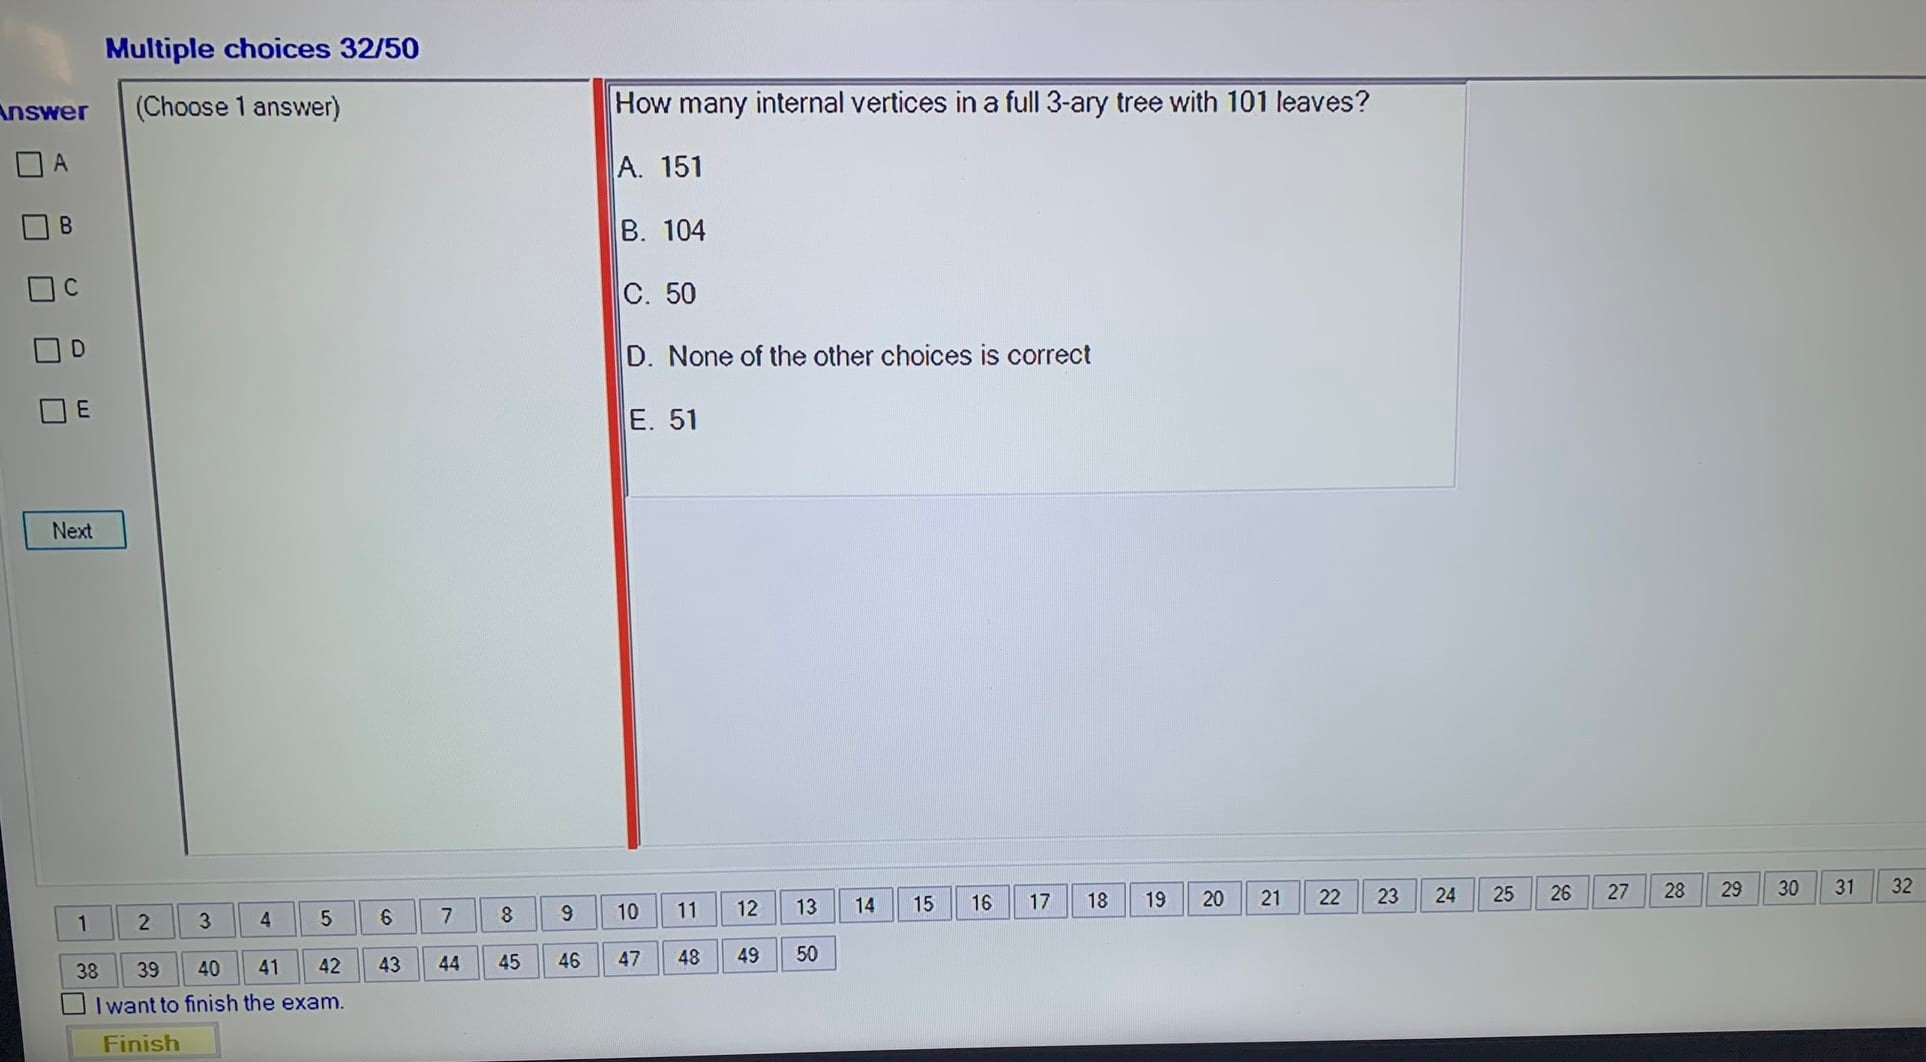 Multiple choices 32/50
Answer
(Choose 1 answer)
A
B
C
D
E
Next
How many internal vertices in a full 3-ary tree with 101 leaves?
A. 151
B. 104
C. 50
D. None of the other choices is correct
E. 51
1 2 3 4 5 6 7 8 9 10 11 12 13 14 15 16 17 18 19 20 21 22 23 24 25 26 27 28 29 30 31 32
38 39 40 41 42 43 44 45 46 47 48 49 50
I want to finish the exam.
Finish